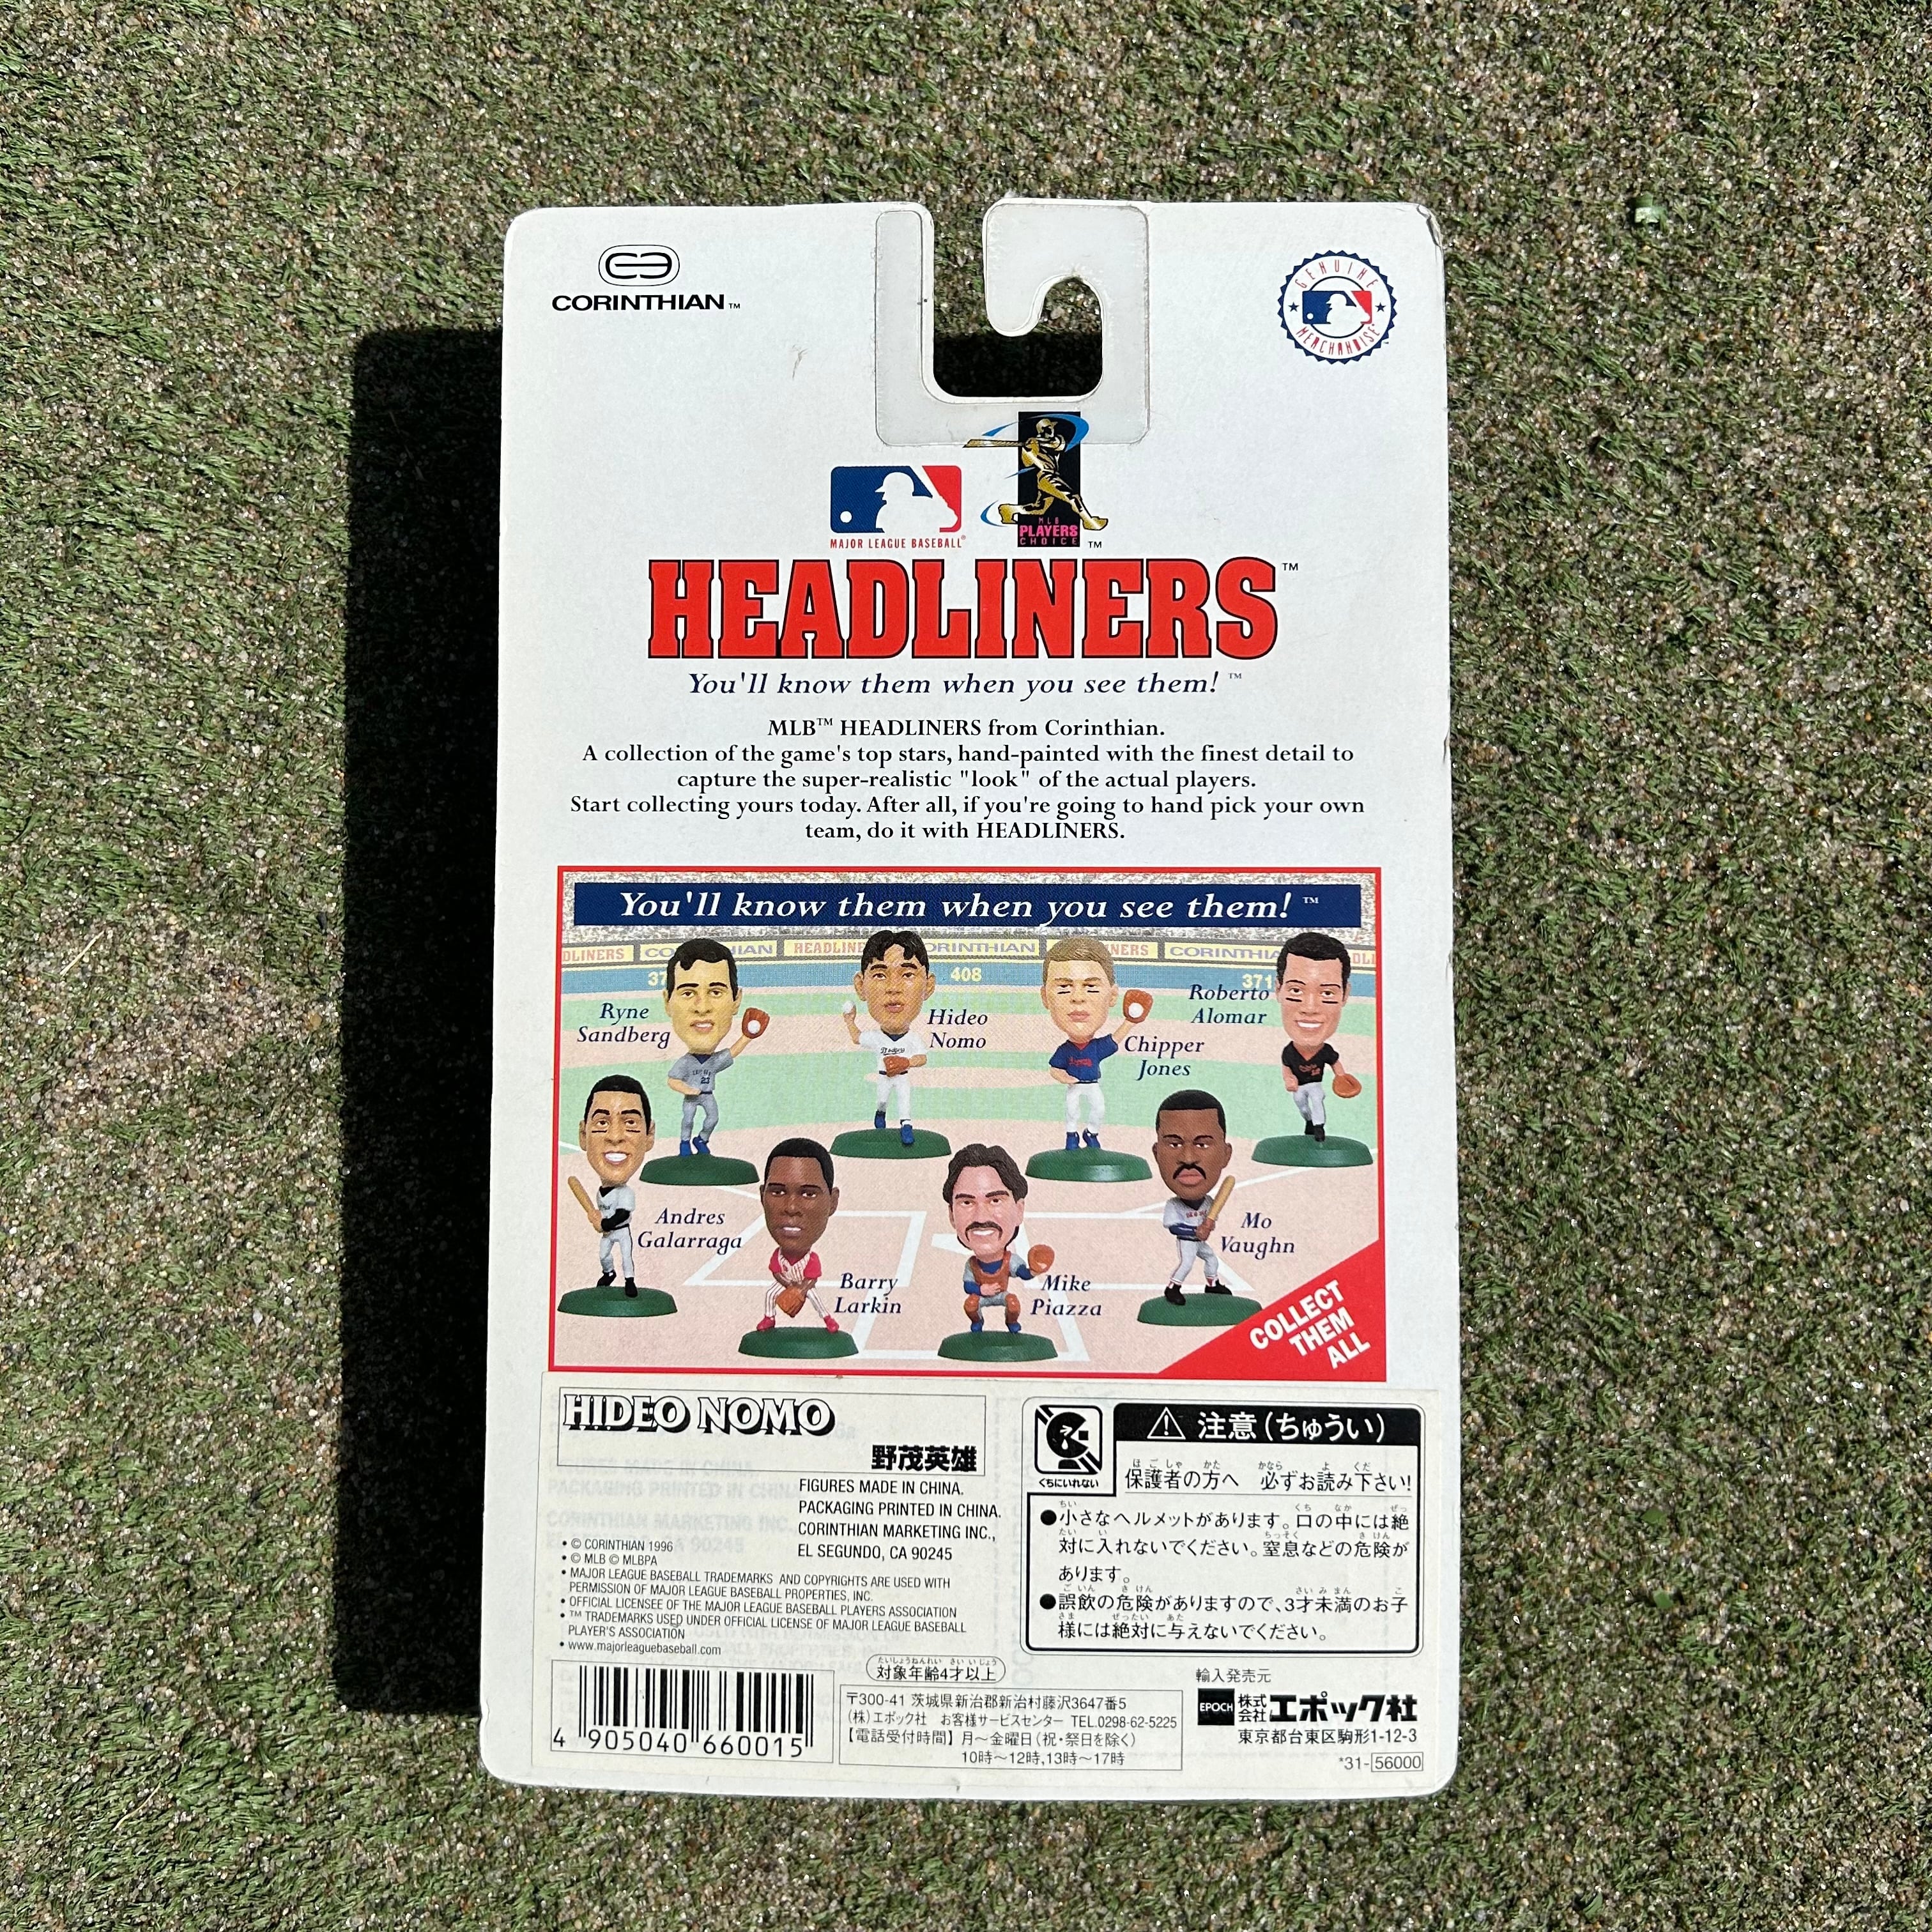 CORINTHIAN™
GENUINE
MERCHANDISE
MAJOR LEAGUE BASEBALL®
MLB
PLAYERS
CHOICE ™
HEADLINERS™
You'll know them when you see them! ™
MLB™ HEADLINERS from Corinthian.
A collection of the game's top stars, hand-painted with the finest detail to
capture the super-realistic "look" of the actual players.
Start collecting yours today. After all, if you're going to hand pick your own
team, do it with HEADLINERS.
You'll know them when you see them! ™
408
371
Ryne
Sandberg
Hideo
Nomo
Chipper
Jones
Roberto
Alomar
Andres
Galarraga
Barry
Larkin
Mike
Piazza
Mo
Vaughn
COLLECT
THEM
ALL
HIDEO NOMO
野茂英雄
FIGURES MADE IN CHINA.
PACKAGING PRINTED IN CHINA.
CORINTHIAN MARKETING INC.,
EL SEGUNDO, CA 90245
• © CORINTHIAN 1996
• © MLB © MLBPA
• MAJOR LEAGUE BASEBALL TRADEMARKS AND COPYRIGHTS ARE USED WITH
PERMISSION OF MAJOR LEAGUE BASEBALL PROPERTIES, INC.
• OFFICIAL LICENSEE OF THE MAJOR LEAGUE BASEBALL PLAYERS ASSOCIATION
• ™ TRADEMARKS USED UNDER OFFICIAL LICENSE OF MAJOR LEAGUE BASEBALL
PLAYER'S ASSOCIATION
• www.majorleaguebaseball.com
くちにいれない
注意(ちゅうい)
保護者の方へ 必ずお読み下さい!
●小さなヘルメットがあります。口の中には絶
対に入れないでください。窒息などの危険が
あります。
●誤飲の危険がありますので、3才未満のお子
様には絶対に与えないでください。
対象年齢4才以上
4 905040 660015
〒300-41 茨城県新治郡新治村藤沢3647番5
(株)エポック社 お客様サービスセンター TEL.0298-62-5225
【電話受付時間】月〜金曜日(祝・祭日を除く)
10時〜12時,13時〜17時
輸入発売元
EPOCH 株式会社エポック社
東京都台東区駒形1-12-3
*31-56000